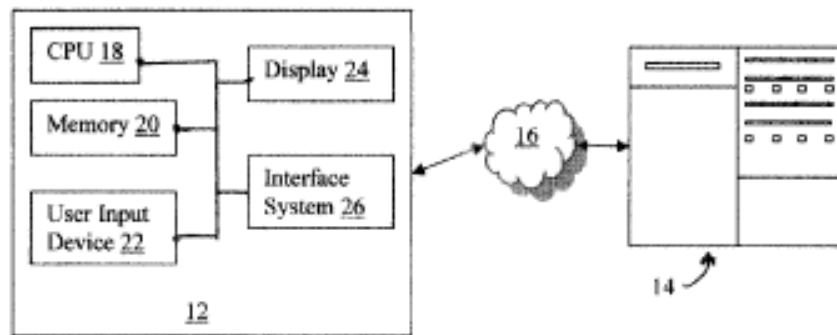 CPU 18
Display 24
Memory 20
16
User Input
Device 22
Interface
System 26
14
12